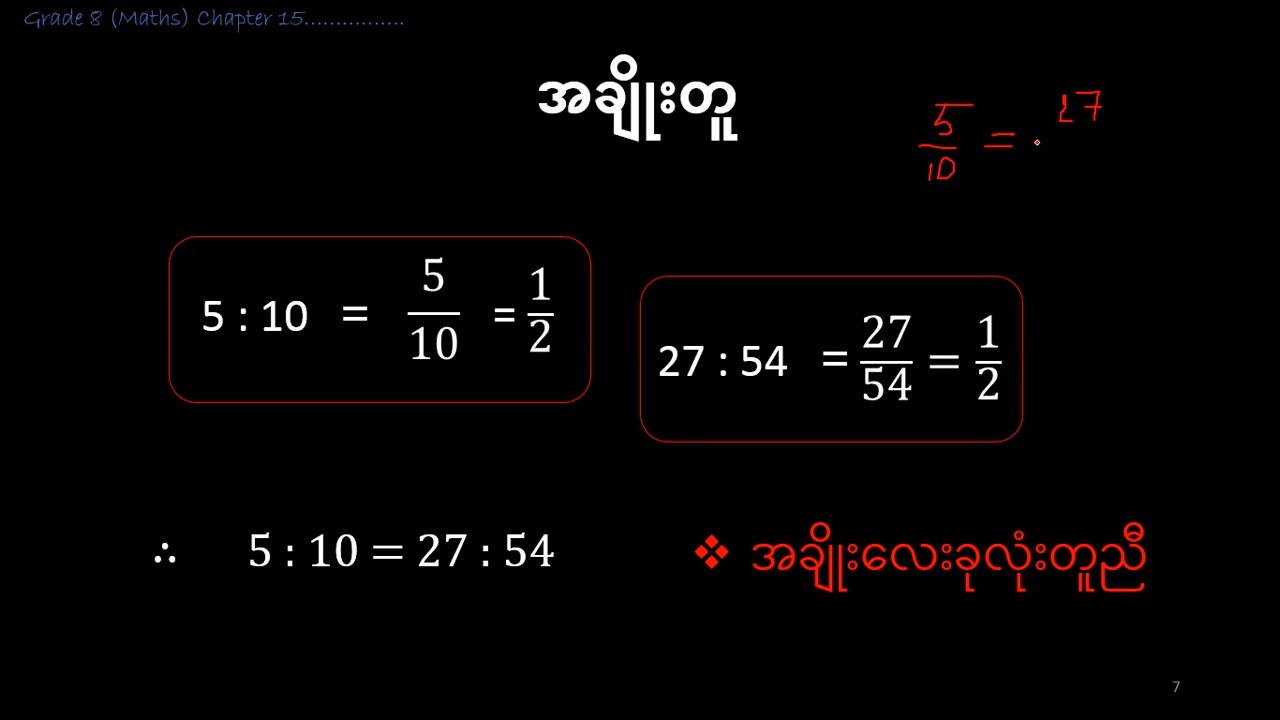 Grade 8 (Maths) Chapter 15................
အချိုးတူ
5/10 = 27
5 : 10 = 5/10 = 1/2
27 : 54 = 27/54 = 1/2
∴ 5 : 10 = 27 : 54
❖ အချိုးလေးခုလုံးတူညီ
7